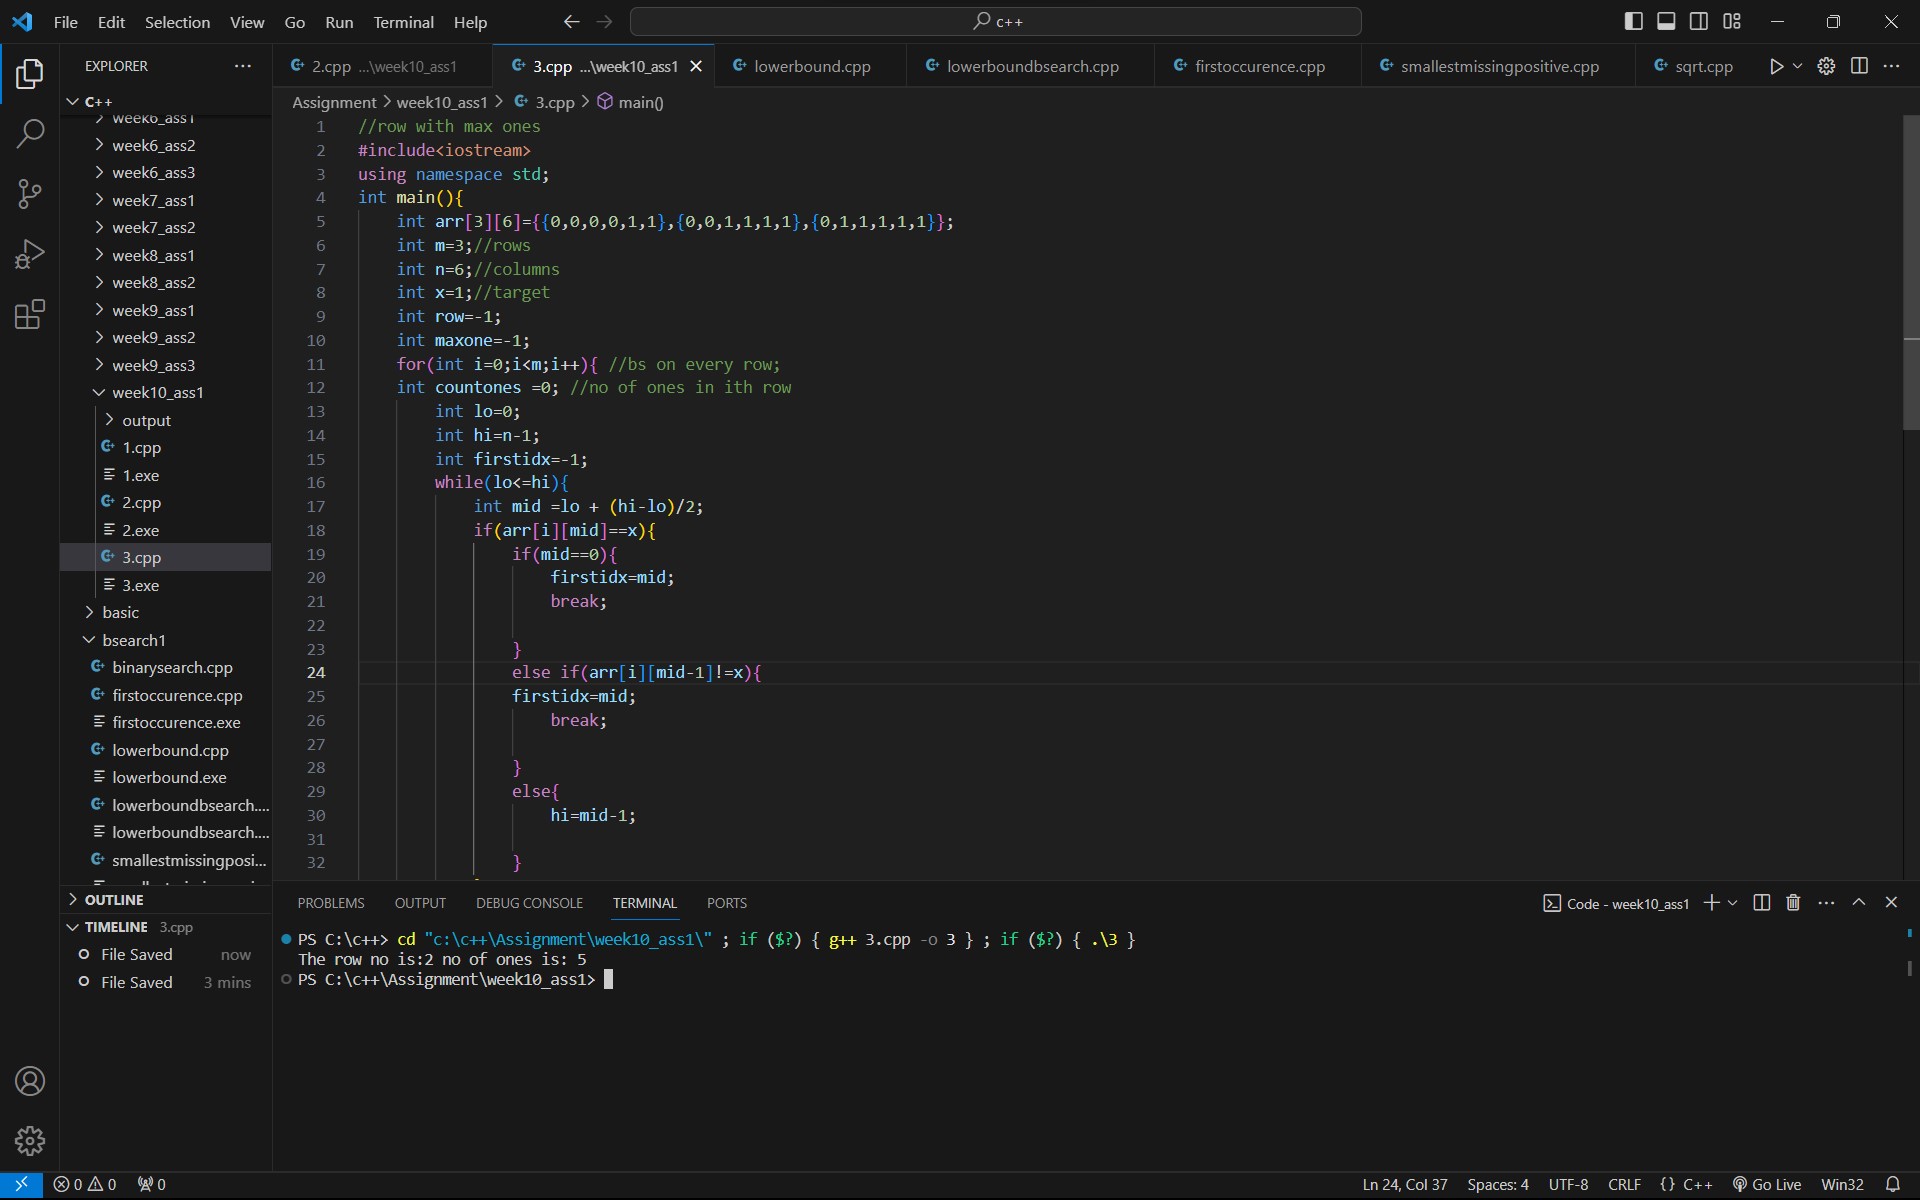 File Edit Selection View Go Run Terminal Help
c++
EXPLORER
C++
week6_ass1
week6_ass2
week6_ass3
week7_ass1
week7_ass2
week8_ass1
week8_ass2
week9_ass1
week9_ass2
week9_ass3
week10_ass1
output
1.cpp
1.exe
2.cpp
2.exe
3.cpp
3.exe
basic
bsearch1
binarysearch.cpp
firstoccurence.cpp
firstoccurence.exe
lowerbound.cpp
lowerbound.exe
lowerboundbsearch....
lowerboundbsearch....
smallestmissingposi...
OUTLINE
TIMELINE 3.cpp
File Saved now
File Saved 3 mins
2.cpp ...\week10_ass1 3.cpp ...\week10_ass1 lowerbound.cpp lowerboundbsearch.cpp firstoccurence.cpp smallestmissingpositive.cpp sqrt.cpp
Assignment > week10_ass1 > 3.cpp > main()
1 //row with max ones
2 #include<iostream>
3 using namespace std;
4 int main(){
5 int arr[3][6]={{0,0,0,0,1,1},{0,0,1,1,1,1},{0,1,1,1,1,1}};
6 int m=3;//rows
7 int n=6;//columns
8 int x=1;//target
9 int row=-1;
10 int maxone=-1;
11 for(int i=0;i<m;i++){ //bs on every row;
12 int countones =0; //no of ones in ith row
13 int lo=0;
14 int hi=n-1;
15 int firstidx=-1;
16 while(lo<=hi){
17 int mid =lo + (hi-lo)/2;
18 if(arr[i][mid]==x){
19 if(mid==0){
20 firstidx=mid;
21 break;
22
23 }
24 else if(arr[i][mid-1]!=x){
25 firstidx=mid;
26 break;
27
28 }
29 else{
30 hi=mid-1;
31
32 }
PROBLEMS OUTPUT DEBUG CONSOLE TERMINAL PORTS
Code - week10_ass1
PS C:\c++> cd "c:\c++\Assignment\week10_ass1\" ; if ($?) { g++ 3.cpp -o 3 } ; if ($?) { .\3 }
The row no is:2 no of ones is: 5
PS C:\c++\Assignment\week10_ass1>
0 0 0
Ln 24, Col 37 Spaces: 4 UTF-8 CRLF {} C++ Go Live Win32